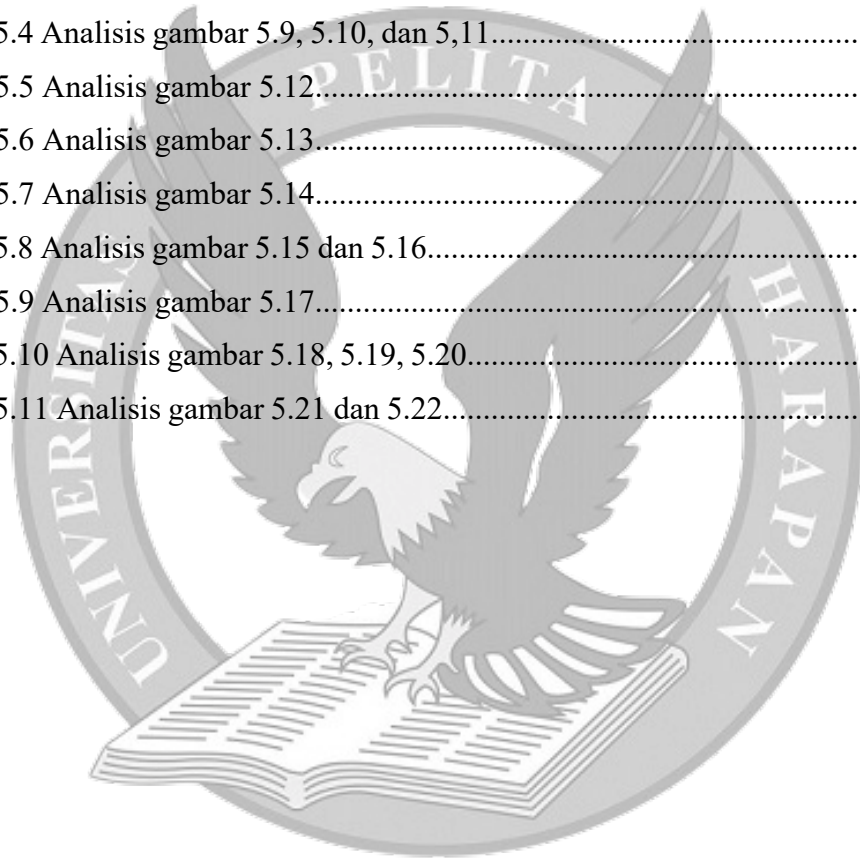 5.4 Analisis gambar 5.9, 5.10, dan 5,11..........................................................
5.5 Analisis gambar 5.12....................................................................................
5.6 Analisis gambar 5.13....................................................................................
5.7 Analisis gambar 5.14....................................................................................
5.8 Analisis gambar 5.15 dan 5.16.....................................................................
5.9 Analisis gambar 5.17....................................................................................
5.10 Analisis gambar 5.18, 5.19, 5.20................................................................
5.11 Analisis gambar 5.21 dan 5.22...................................................................
UNIVERSITAS PELITA HARAPAN